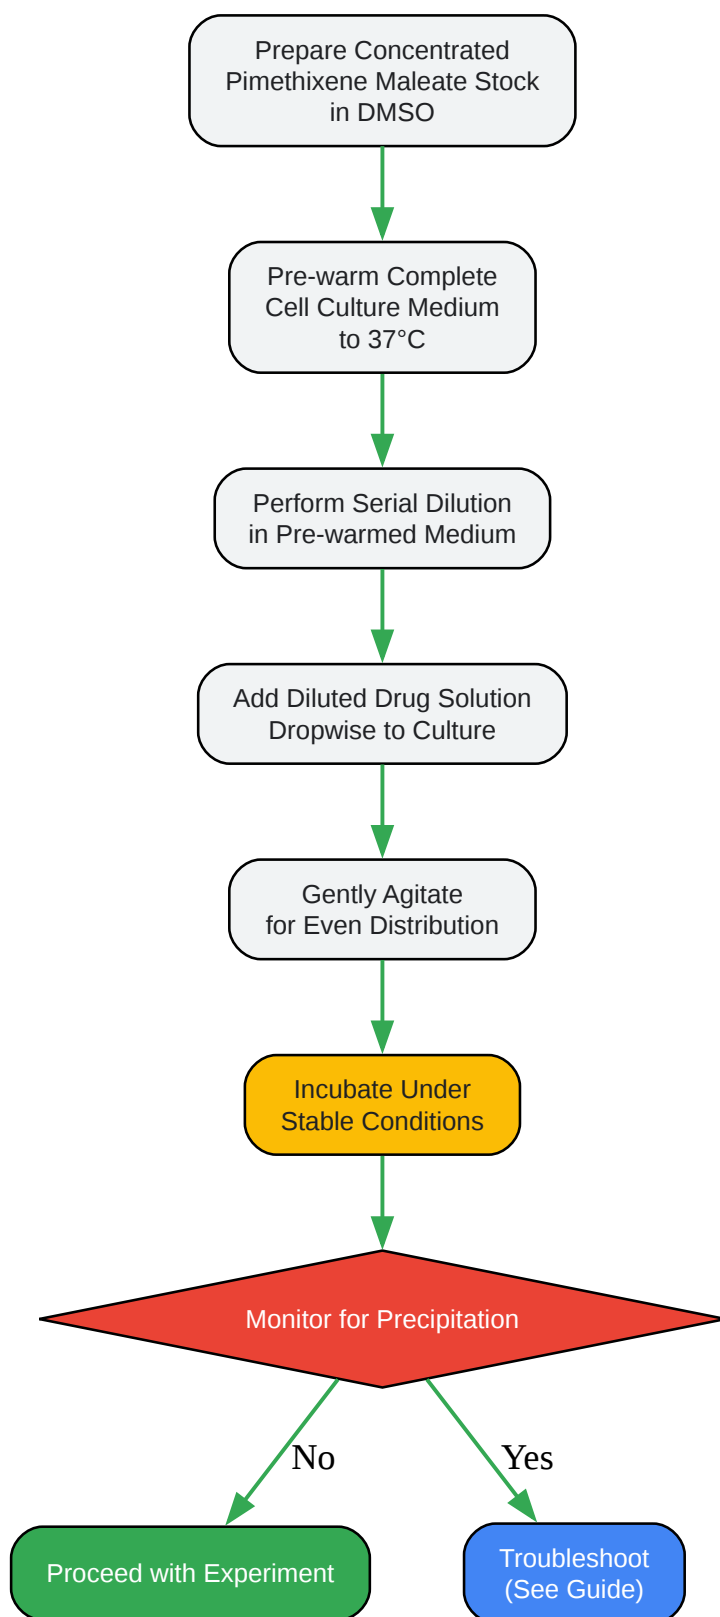 Prepare Concentrated
Pimethixene Maleate Stock
in DMSO
Pre-warm Complete
Cell Culture Medium
to 37°C
Perform Serial Dilution
in Pre-warmed Medium
Add Diluted Drug Solution
Dropwise to Culture
Gently Agitate
for Even Distribution
Incubate Under
Stable Conditions
Monitor for Precipitation
No
Yes
Proceed with Experiment
Troubleshoot
(See Guide)